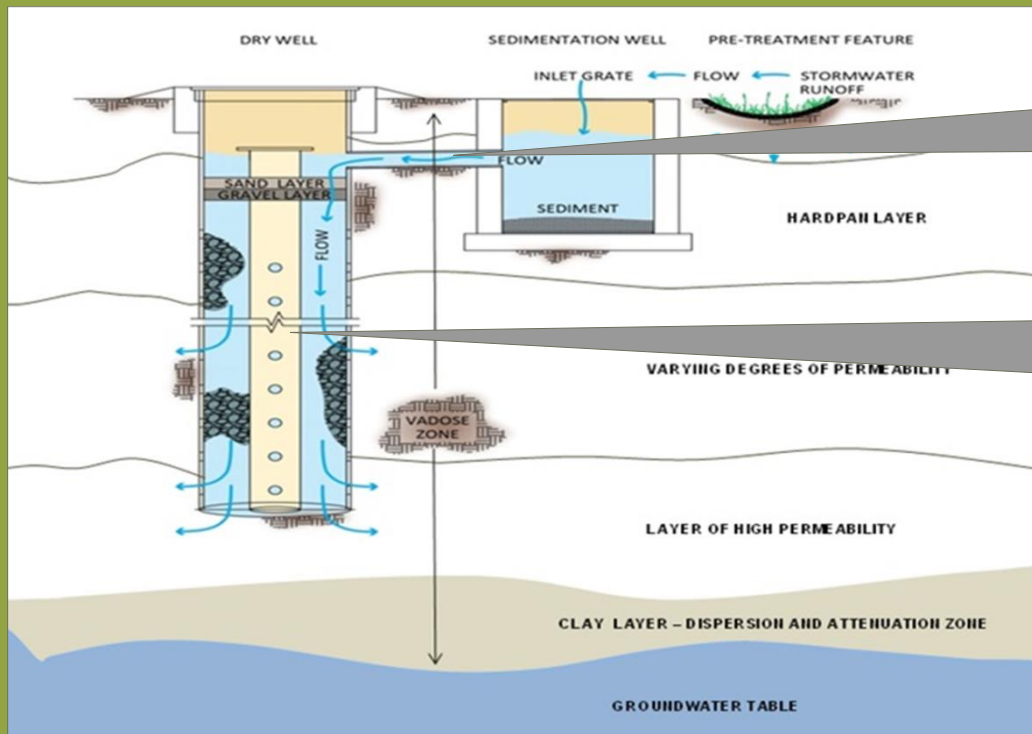 DRY WELL
SEDIMENTATION WELL
PRE-TREATMENT FEATURE
INLET GRATE
FLOW
STORMWATER
RUNOFF
FLOW
SAND LAYER
GRAVEL LAYER
SEDIMENT
HARDPAN LAYER
FLOW
VARYING DEGREES OF PERMEABILITY
VADOSE
ZONE
LAYER OF HIGH PERMEABILITY
CLAY LAYER – DISPERSION AND ATTENUATION ZONE
GROUNDWATER TABLE